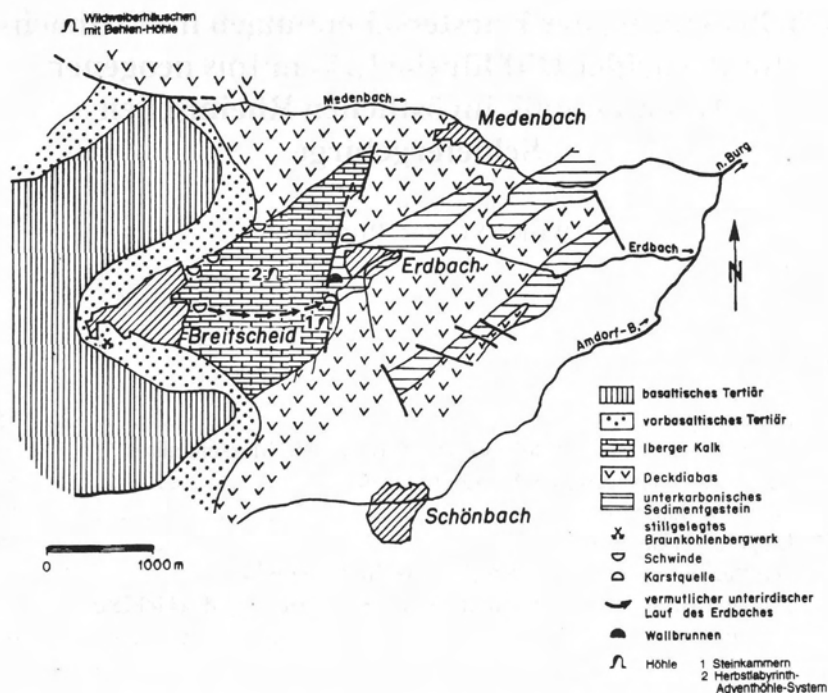 Wildweiberhäuschen
mit Behlen-Höhle
Medenbach
Medenbach
n. Burg
Erdbach
Erdbach
N
2
1
Breitscheid
Amdorf-B.
Schönbach
0 1000 m
basaltisches Tertiär
vorbasaltisches Tertiär
Iberger Kalk
Deckdiabas
unterkarbonisches
Sedimentgestein
stillgelegtes
Braunkohlenbergwerk
Schwinde
Karstquelle
vermutlicher unterirdischer
Lauf des Erdbaches
Wallbrunnen
Höhle 1 Steinkammern
2 Herbstlabyrinth-
Adventhöhle-System